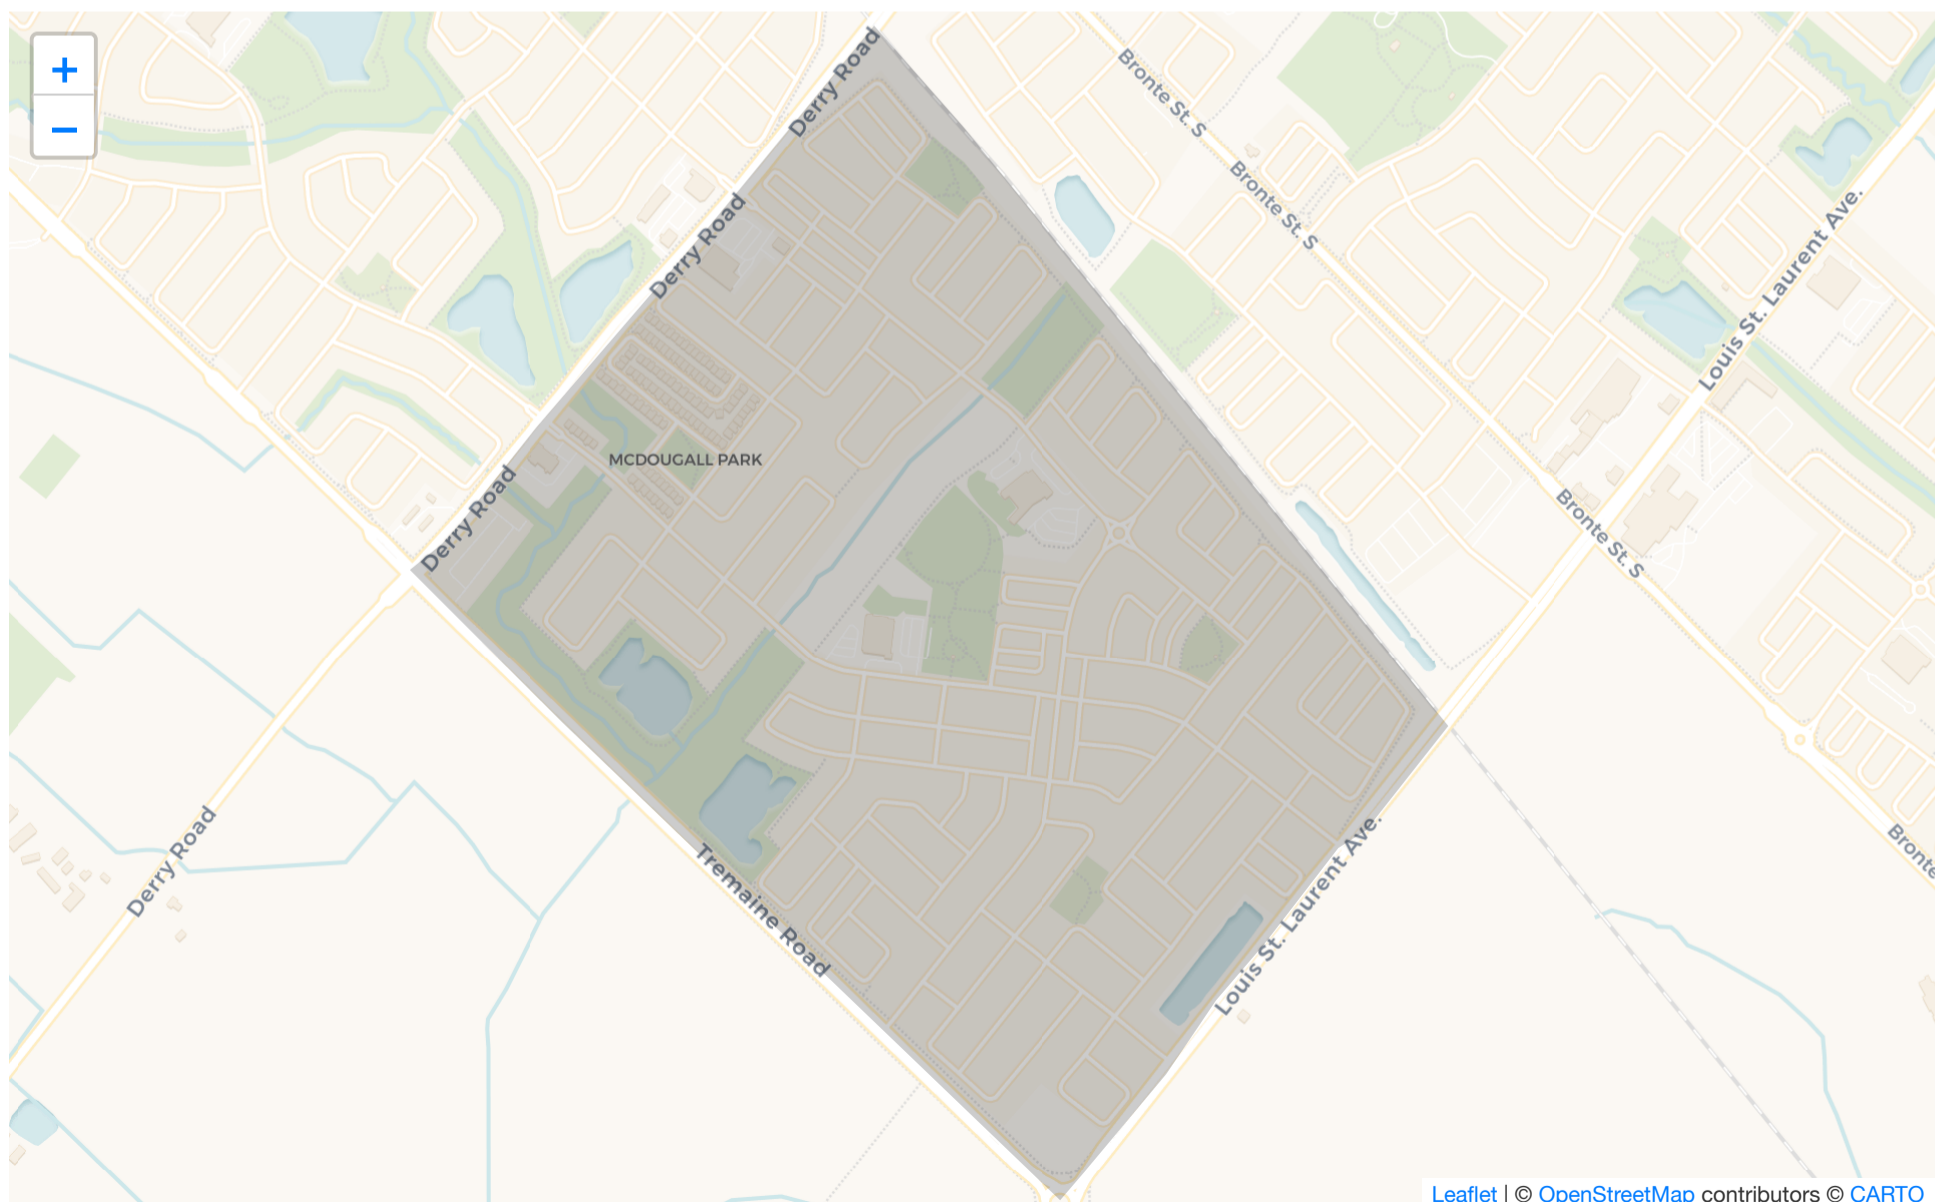 +
−
Derry Road
Bronte St. S
Bronte St. S
Derry Road
Louis St. Laurent Ave.
MCDOUGALL PARK
Derry Road
Bronte St. S
Derry Road
Tremaine Road
Louis St. Laurent Ave.
Bronte
Leaflet | © OpenStreetMap contributors © CARTO